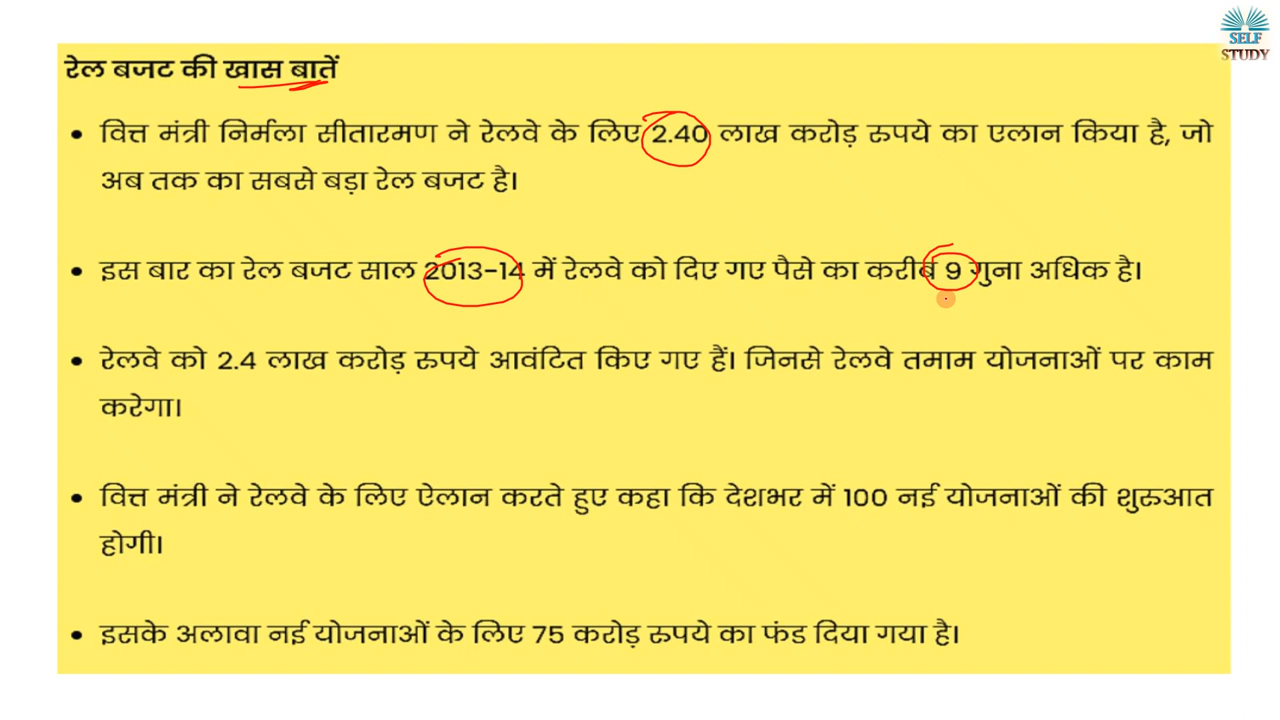 SELF
STUDY
रेल बजट की खास बातें
• वित्त मंत्री निर्मला सीतारमण ने रेलवे के लिए 2.40 लाख करोड़ रुपये का एलान किया है, जो
अब तक का सबसे बड़ा रेल बजट है।
• इस बार का रेल बजट साल 2013-14 में रेलवे को दिए गए पैसे का करीब 9 गुना अधिक है।
• रेलवे को 2.4 लाख करोड़ रुपये आवंटित किए गए हैं। जिनसे रेलवे तमाम योजनाओं पर काम
करेगा।
• वित्त मंत्री ने रेलवे के लिए ऐलान करते हुए कहा कि देशभर में 100 नई योजनाओं की शुरुआत
होगी।
• इसके अलावा नई योजनाओं के लिए 75 करोड़ रुपये का फंड दिया गया है।